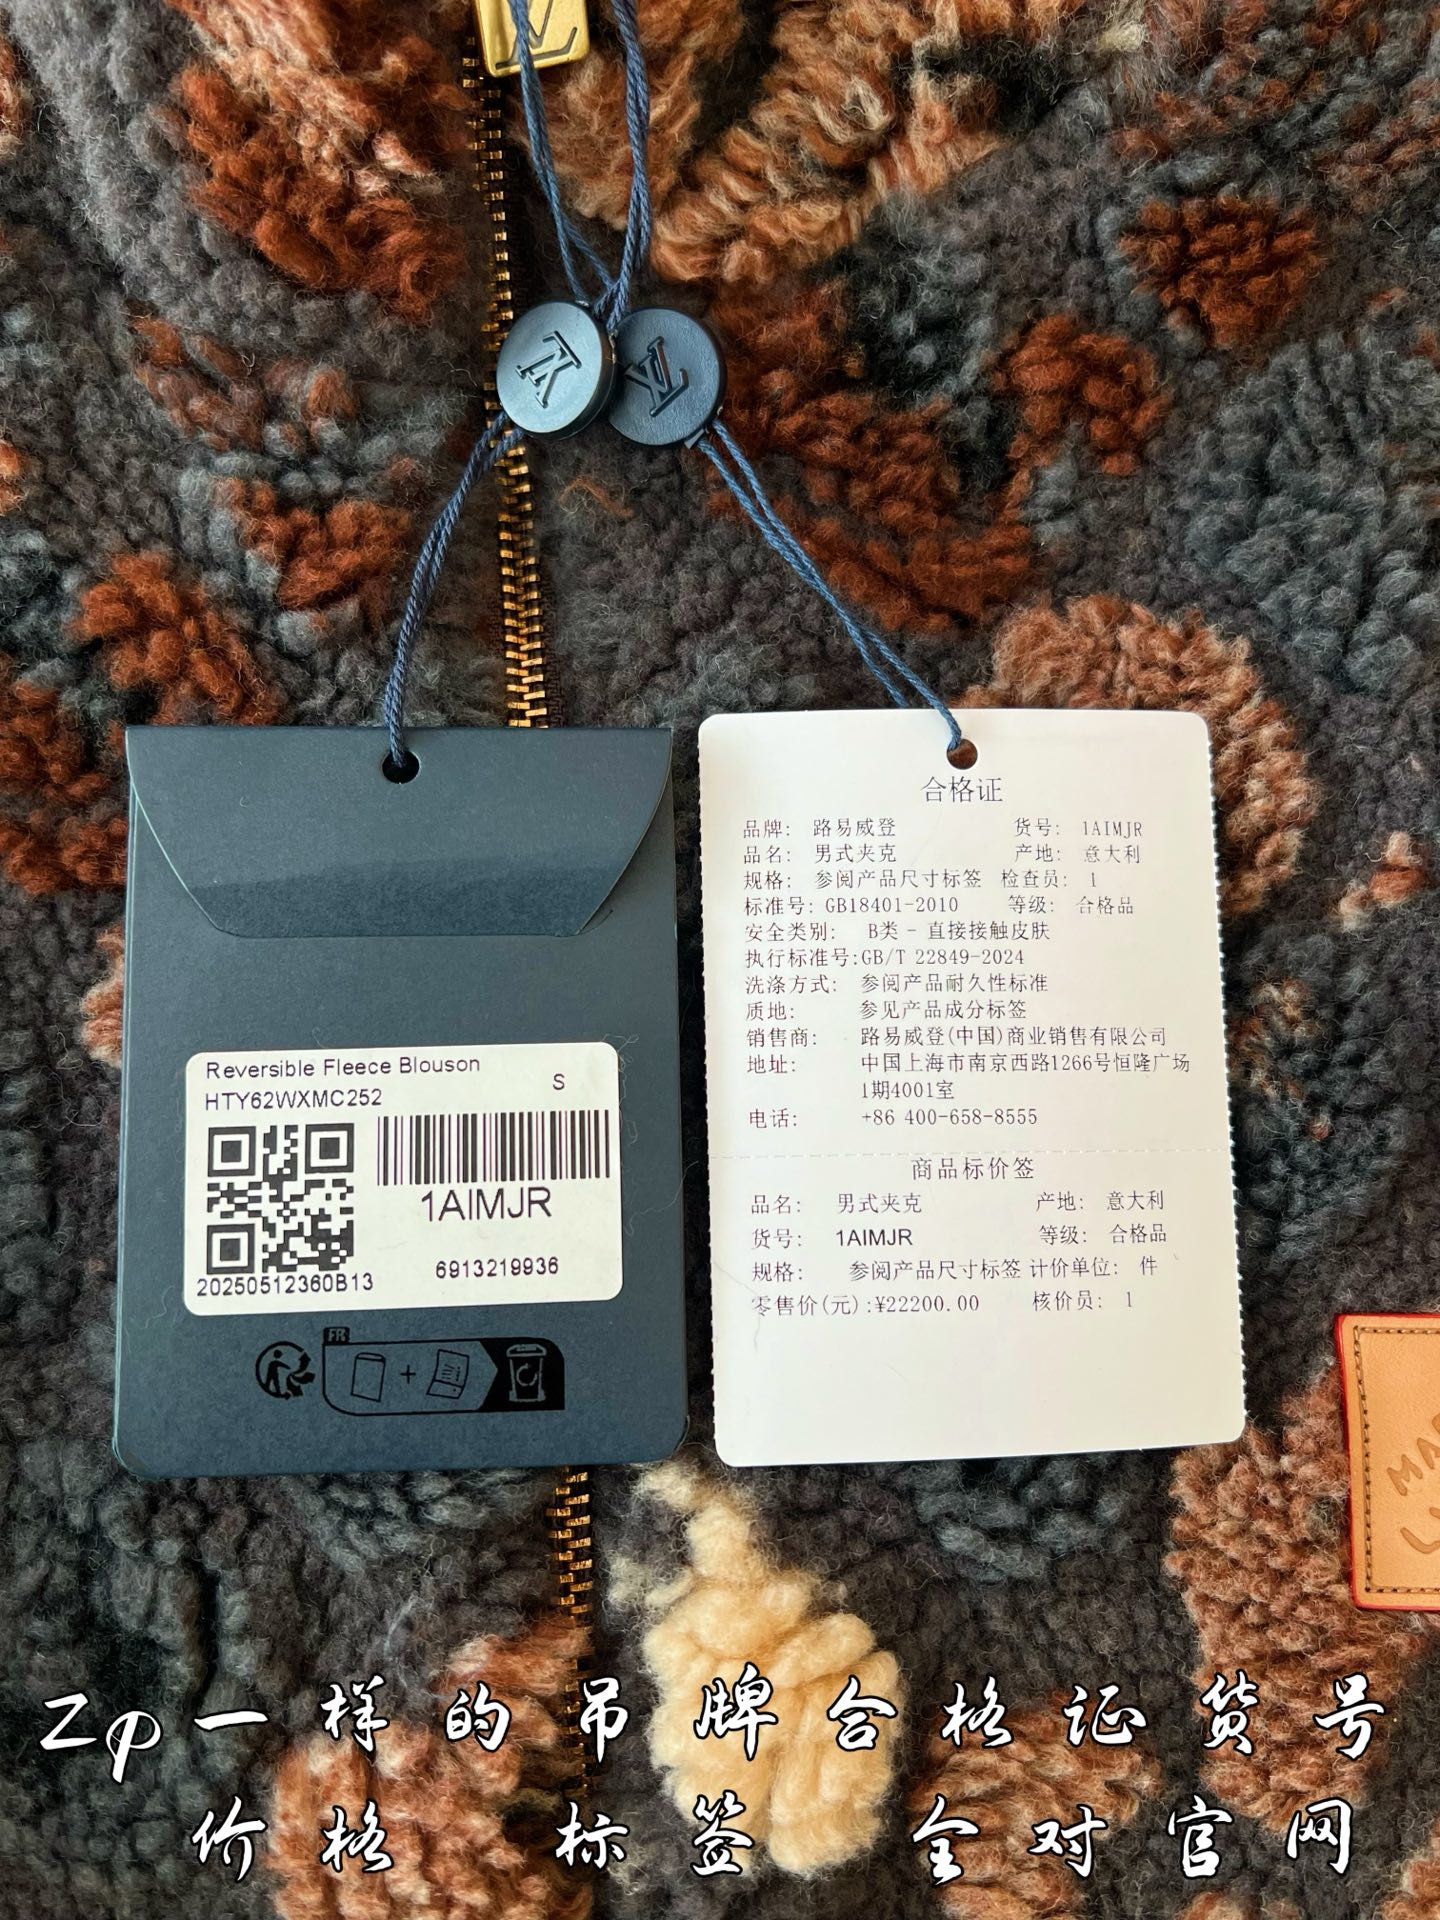 合格证
品牌: 路易威登 货号: 1AIMJR
品名: 男式夹克 产地: 意大利
规格: 参阅产品尺寸标签 检查员: 1
标准号: GB18401-2010 等级: 合格品
安全类别: B类 - 直接接触皮肤
执行标准号:GB/T 22849-2024
洗涤方式: 参阅产品耐久性标准
质地: 参见产品成分标签
销售商: 路易威登(中国)商业销售有限公司
地址: 中国上海市南京西路1266号恒隆广场
1期4001室
电话: +86 400-658-8555
商品标价签
品名: 男式夹克 产地: 意大利
货号: 1AIMJR 等级: 合格品
规格: 参阅产品尺寸标签 计价单位: 件
零售价(元):¥22200.00 核价员: 1
Reversible Fleece Blouson
S
HTY62WXMC252
1AIMJR
20250512360B13
6913219936
FR
LV
LV
LV
zp一样的吊牌合格证货号
价格 标签 全对官网